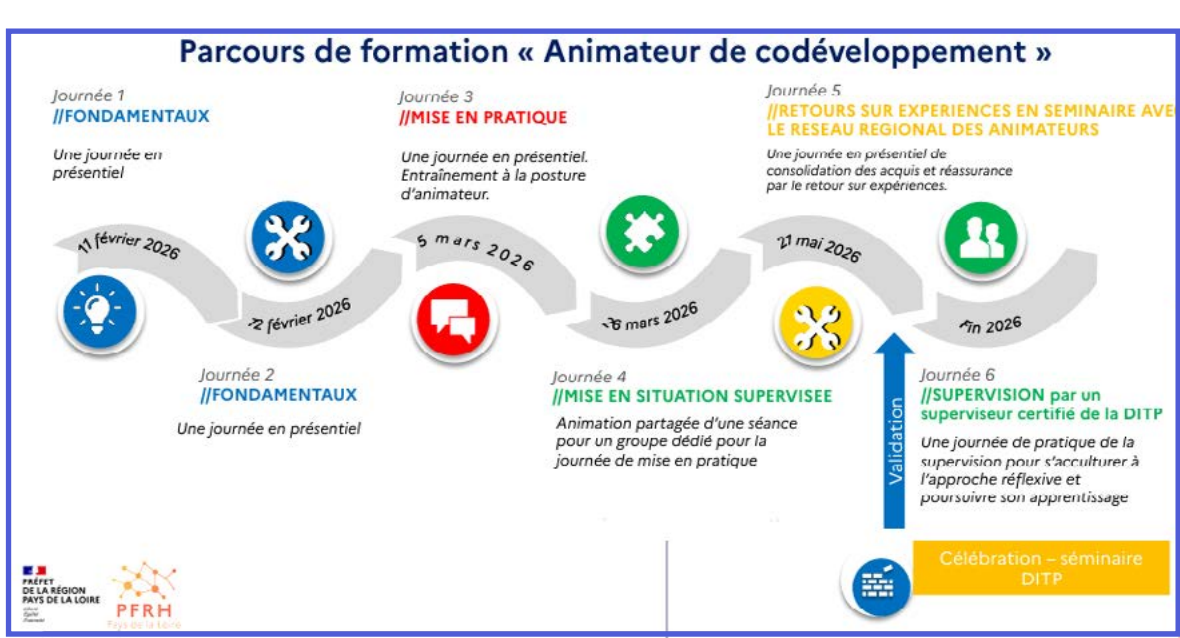 Parcours de formation « Animateur de codéveloppement »
Journée 1
//FONDAMENTAUX
Une journée en
présentiel
11 février 2026
Journée 2
//FONDAMENTAUX
Une journée en présentiel
février 2026
Journée 3
//MISE EN PRATIQUE
Une journée en présentiel.
Entraînement à la posture
d'animateur.
5 mars 2026
Journée 4
//MISE EN SITUATION SUPERVISEE
Animation partagée d'une séance
pour un groupe dédié pour la
journée de mise en pratique
26 mars 2026
Journée 5
//RETOURS SUR EXPERIENCES EN SEMINAIRE AVE
LE RESEAU REGIONAL DES ANIMATEURS
Une journée en présentiel de
consolidation des acquis et réassurance
par le retour sur expériences.
21 mai 2026
Journée 6
//SUPERVISION par un
superviseur certifié de la DITP
Une journée de pratique de la
supervision pour s'acculturer à
l'approche réflexive et
poursuivre son apprentissage
Fin 2026
Validation
Célébration – séminaire
DITP
PRÉFET
DE LA RÉGION
PAYS DE LA LOIRE
PFRH
Pays de la Loire